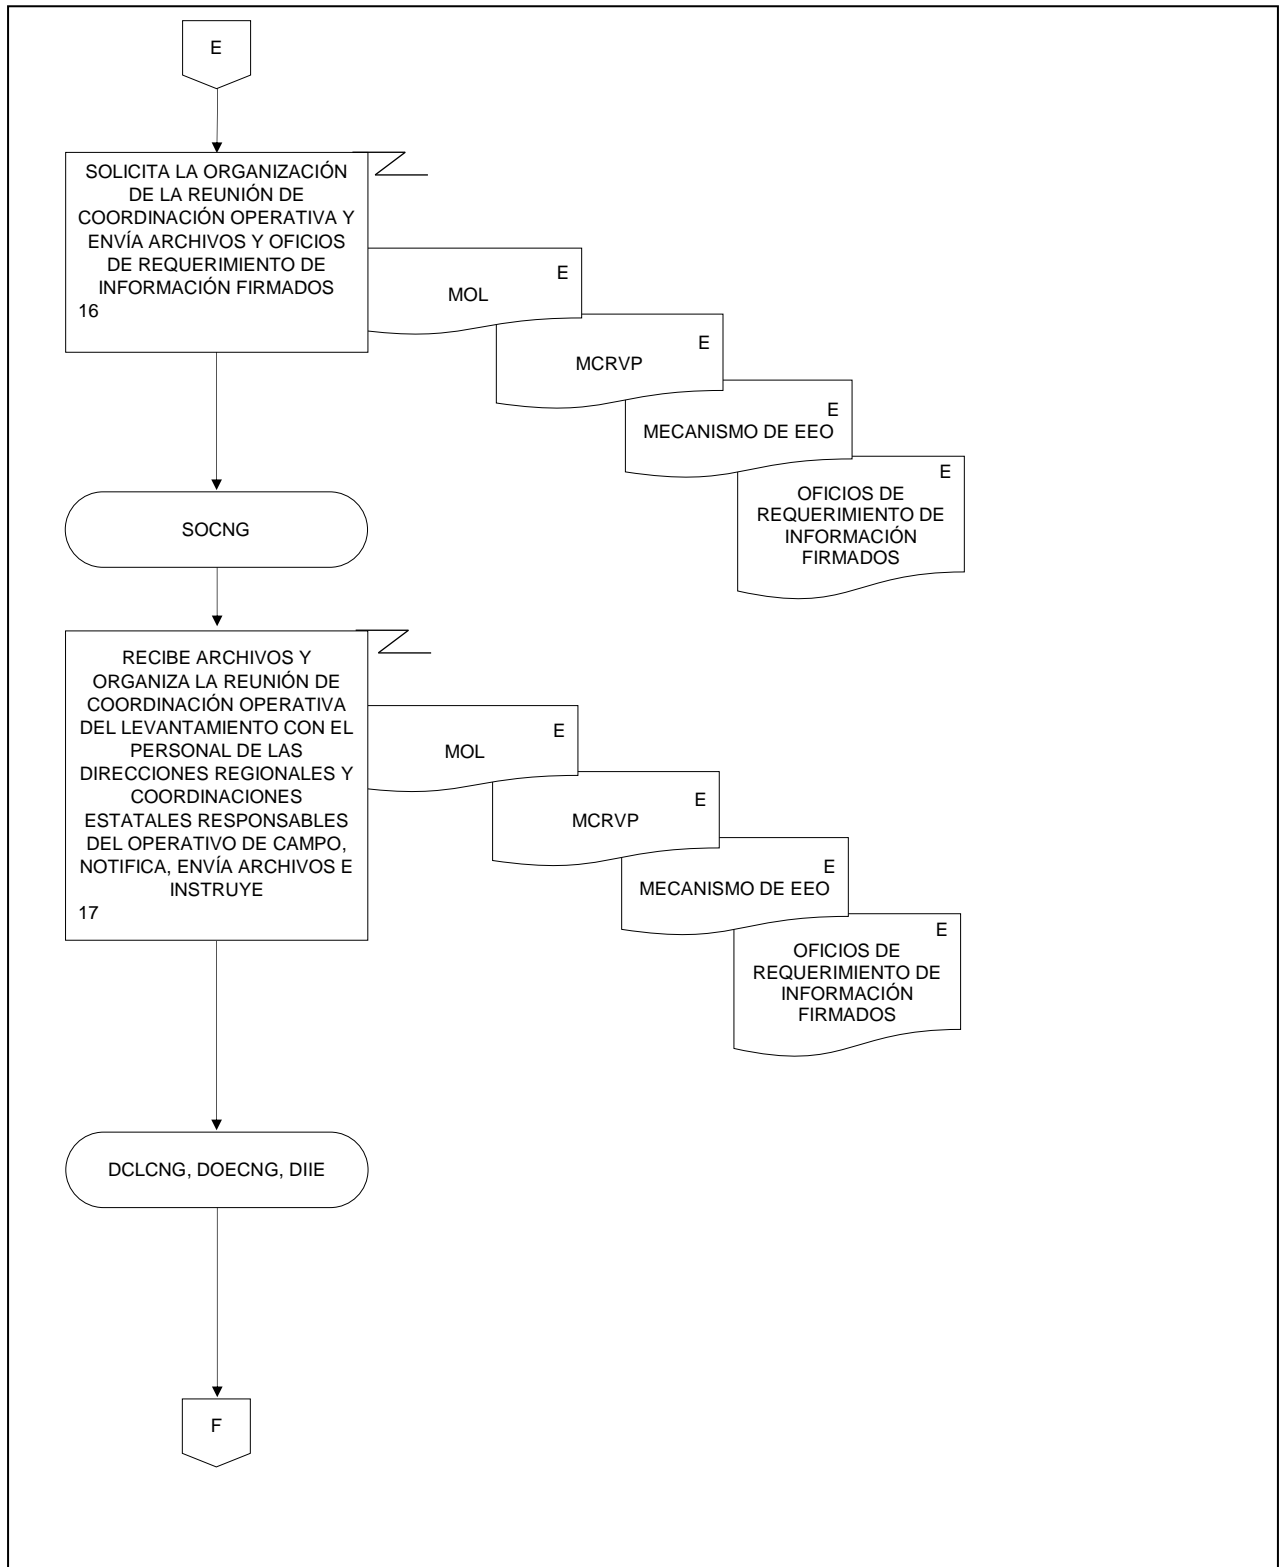 E
SOLICITA LA ORGANIZACIÓN
DE LA REUNIÓN DE
COORDINACIÓN OPERATIVA Y
ENVÍA ARCHIVOS Y OFICIOS
DE REQUERIMIENTO DE
INFORMACIÓN FIRMADOS
16
E
MOL
E
MCRVP
E
MECANISMO DE EEO
E
OFICIOS DE
REQUERIMIENTO DE
INFORMACIÓN
FIRMADOS
SOCNG
RECIBE ARCHIVOS Y
ORGANIZA LA REUNIÓN DE
COORDINACIÓN OPERATIVA
DEL LEVANTAMIENTO CON EL
PERSONAL DE LAS
DIRECCIONES REGIONALES Y
COORDINACIONES
ESTATALES RESPONSABLES
DEL OPERATIVO DE CAMPO,
NOTIFICA, ENVÍA ARCHIVOS E
INSTRUYE
17
E
MOL
E
MCRVP
E
MECANISMO DE EEO
E
OFICIOS DE
REQUERIMIENTO DE
INFORMACIÓN
FIRMADOS
DCLCNG, DOECNG, DIIE
F